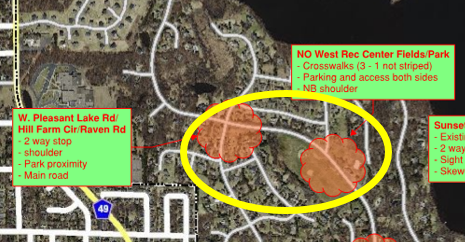 NO West Rec Center Fields/Park
- Crosswalks (3 - 1 not striped)
- Parking and access both sides
- NB shoulder
W. Pleasant Lake Rd/
Hill Farm Cir/Raven Rd
- 2 way stop
- shoulder
- Park proximity
- Main road
Sunset
- Existi
- 2 way
- Sight
- Skew
49